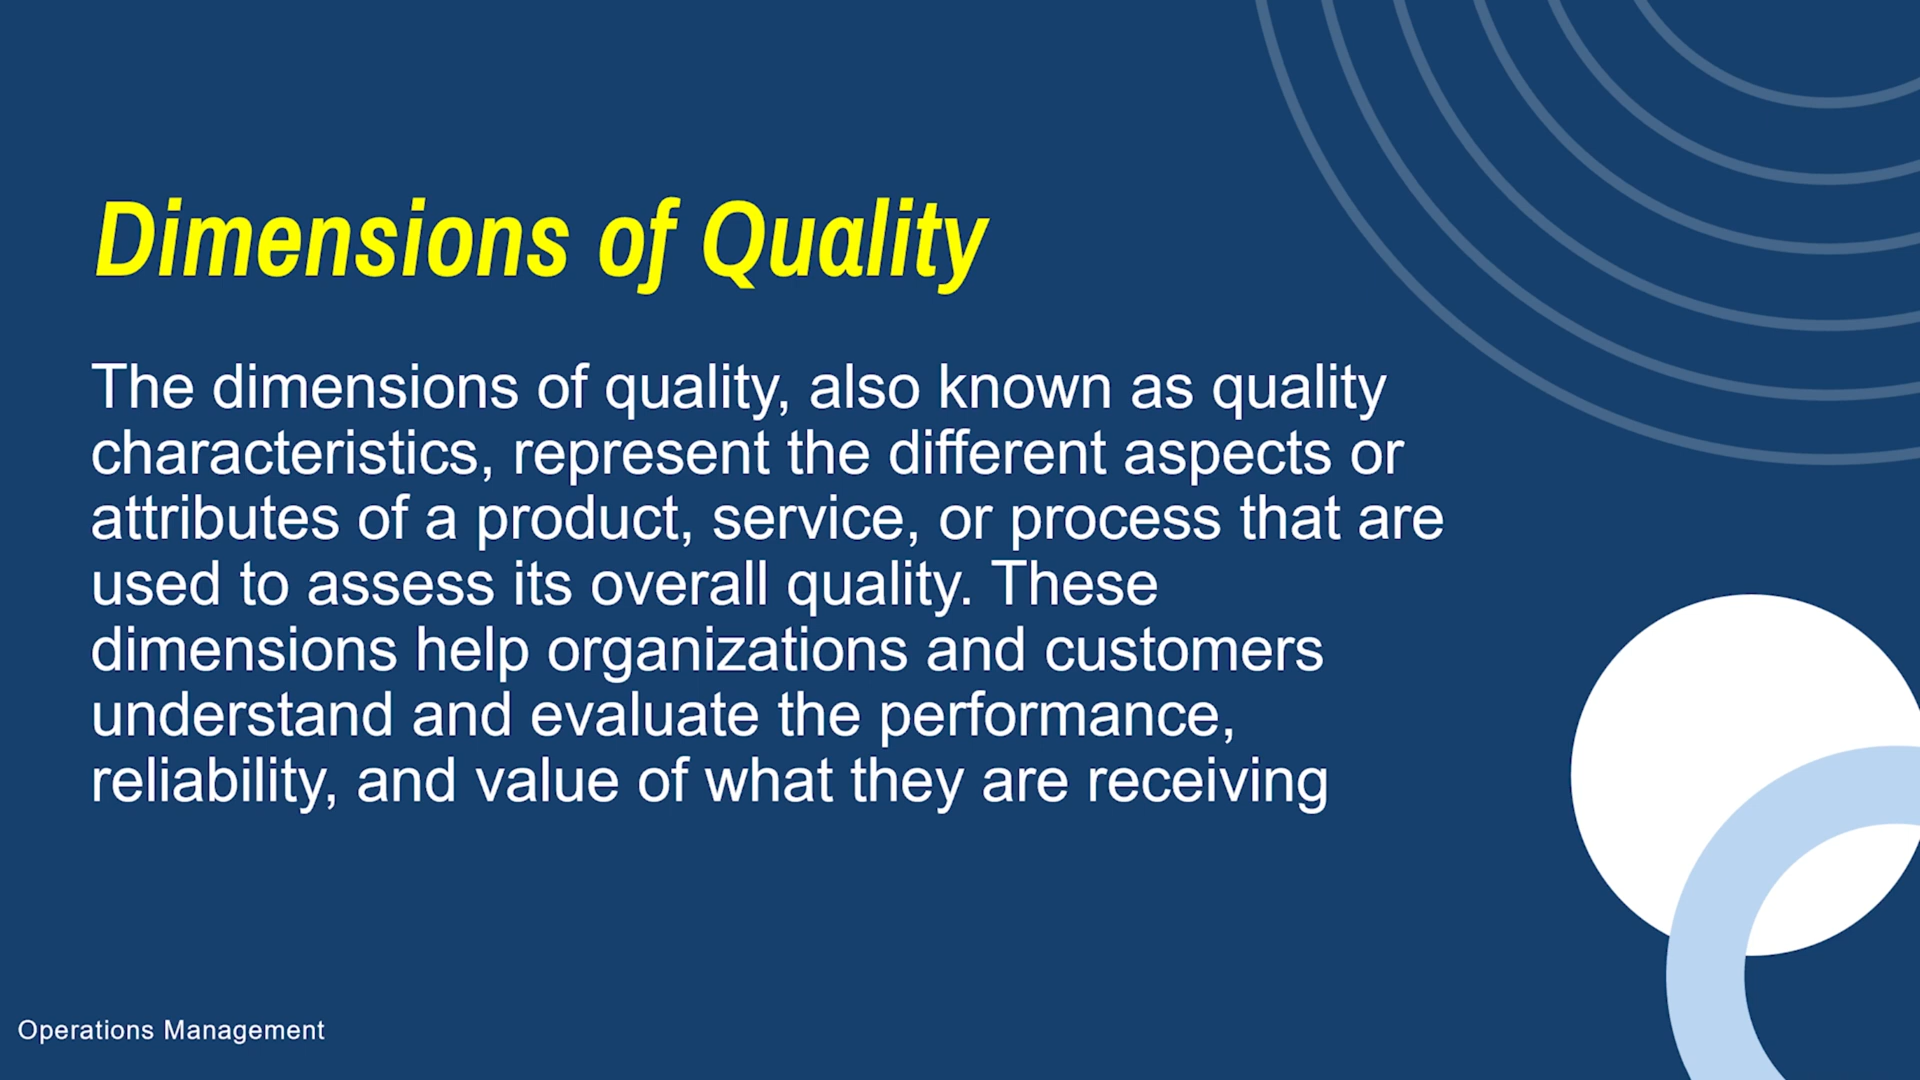 Dimensions of Quality
The dimensions of quality, also known as quality
characteristics, represent the different aspects or
attributes of a product, service, or process that are
used to assess its overall quality. These
dimensions help organizations and customers
understand and evaluate the performance,
reliability, and value of what they are receiving
Operations Management